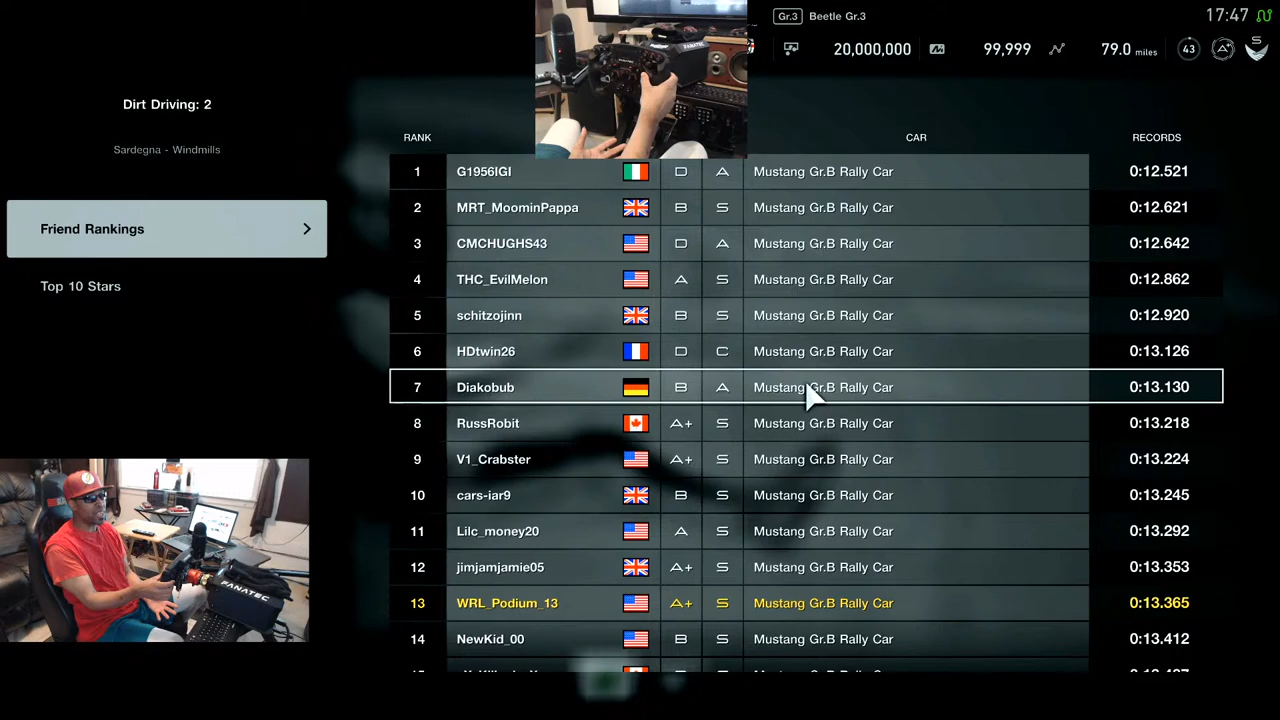 Gr.3 Beetle Gr.3
17:47
20,000,000 99,999 79.0 miles 43 A+ S
Dirt Driving: 2
Sardegna - Windmills
Friend Rankings
Top 10 Stars
RANK CAR RECORDS
1 G1956IGI D A Mustang Gr.B Rally Car 0:12.521
2 MRT_MoominPappa B S Mustang Gr.B Rally Car 0:12.621
3 CMCHUGHS43 D A Mustang Gr.B Rally Car 0:12.642
4 THC_EvilMelon A S Mustang Gr.B Rally Car 0:12.862
5 schitzojinn B S Mustang Gr.B Rally Car 0:12.920
6 HDtwin26 D C Mustang Gr.B Rally Car 0:13.126
7 Diakobub B A Mustang Gr.B Rally Car 0:13.130
8 RussRobit A+ S Mustang Gr.B Rally Car 0:13.218
9 V1_Crabster A+ S Mustang Gr.B Rally Car 0:13.224
10 cars-iar9 B S Mustang Gr.B Rally Car 0:13.245
11 Lilc_money20 A S Mustang Gr.B Rally Car 0:13.292
12 jimjamjamie05 A+ S Mustang Gr.B Rally Car 0:13.353
13 WRL_Podium_13 A+ S Mustang Gr.B Rally Car 0:13.365
14 NewKid_00 B S Mustang Gr.B Rally Car 0:13.412
FANATEC
FANATEC